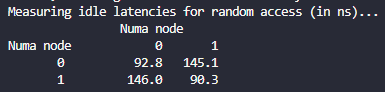 Measuring idle latencies for random access (in ns)...
Numa node
Numa node 0 1
0 92.8 145.1
1 146.0 90.3